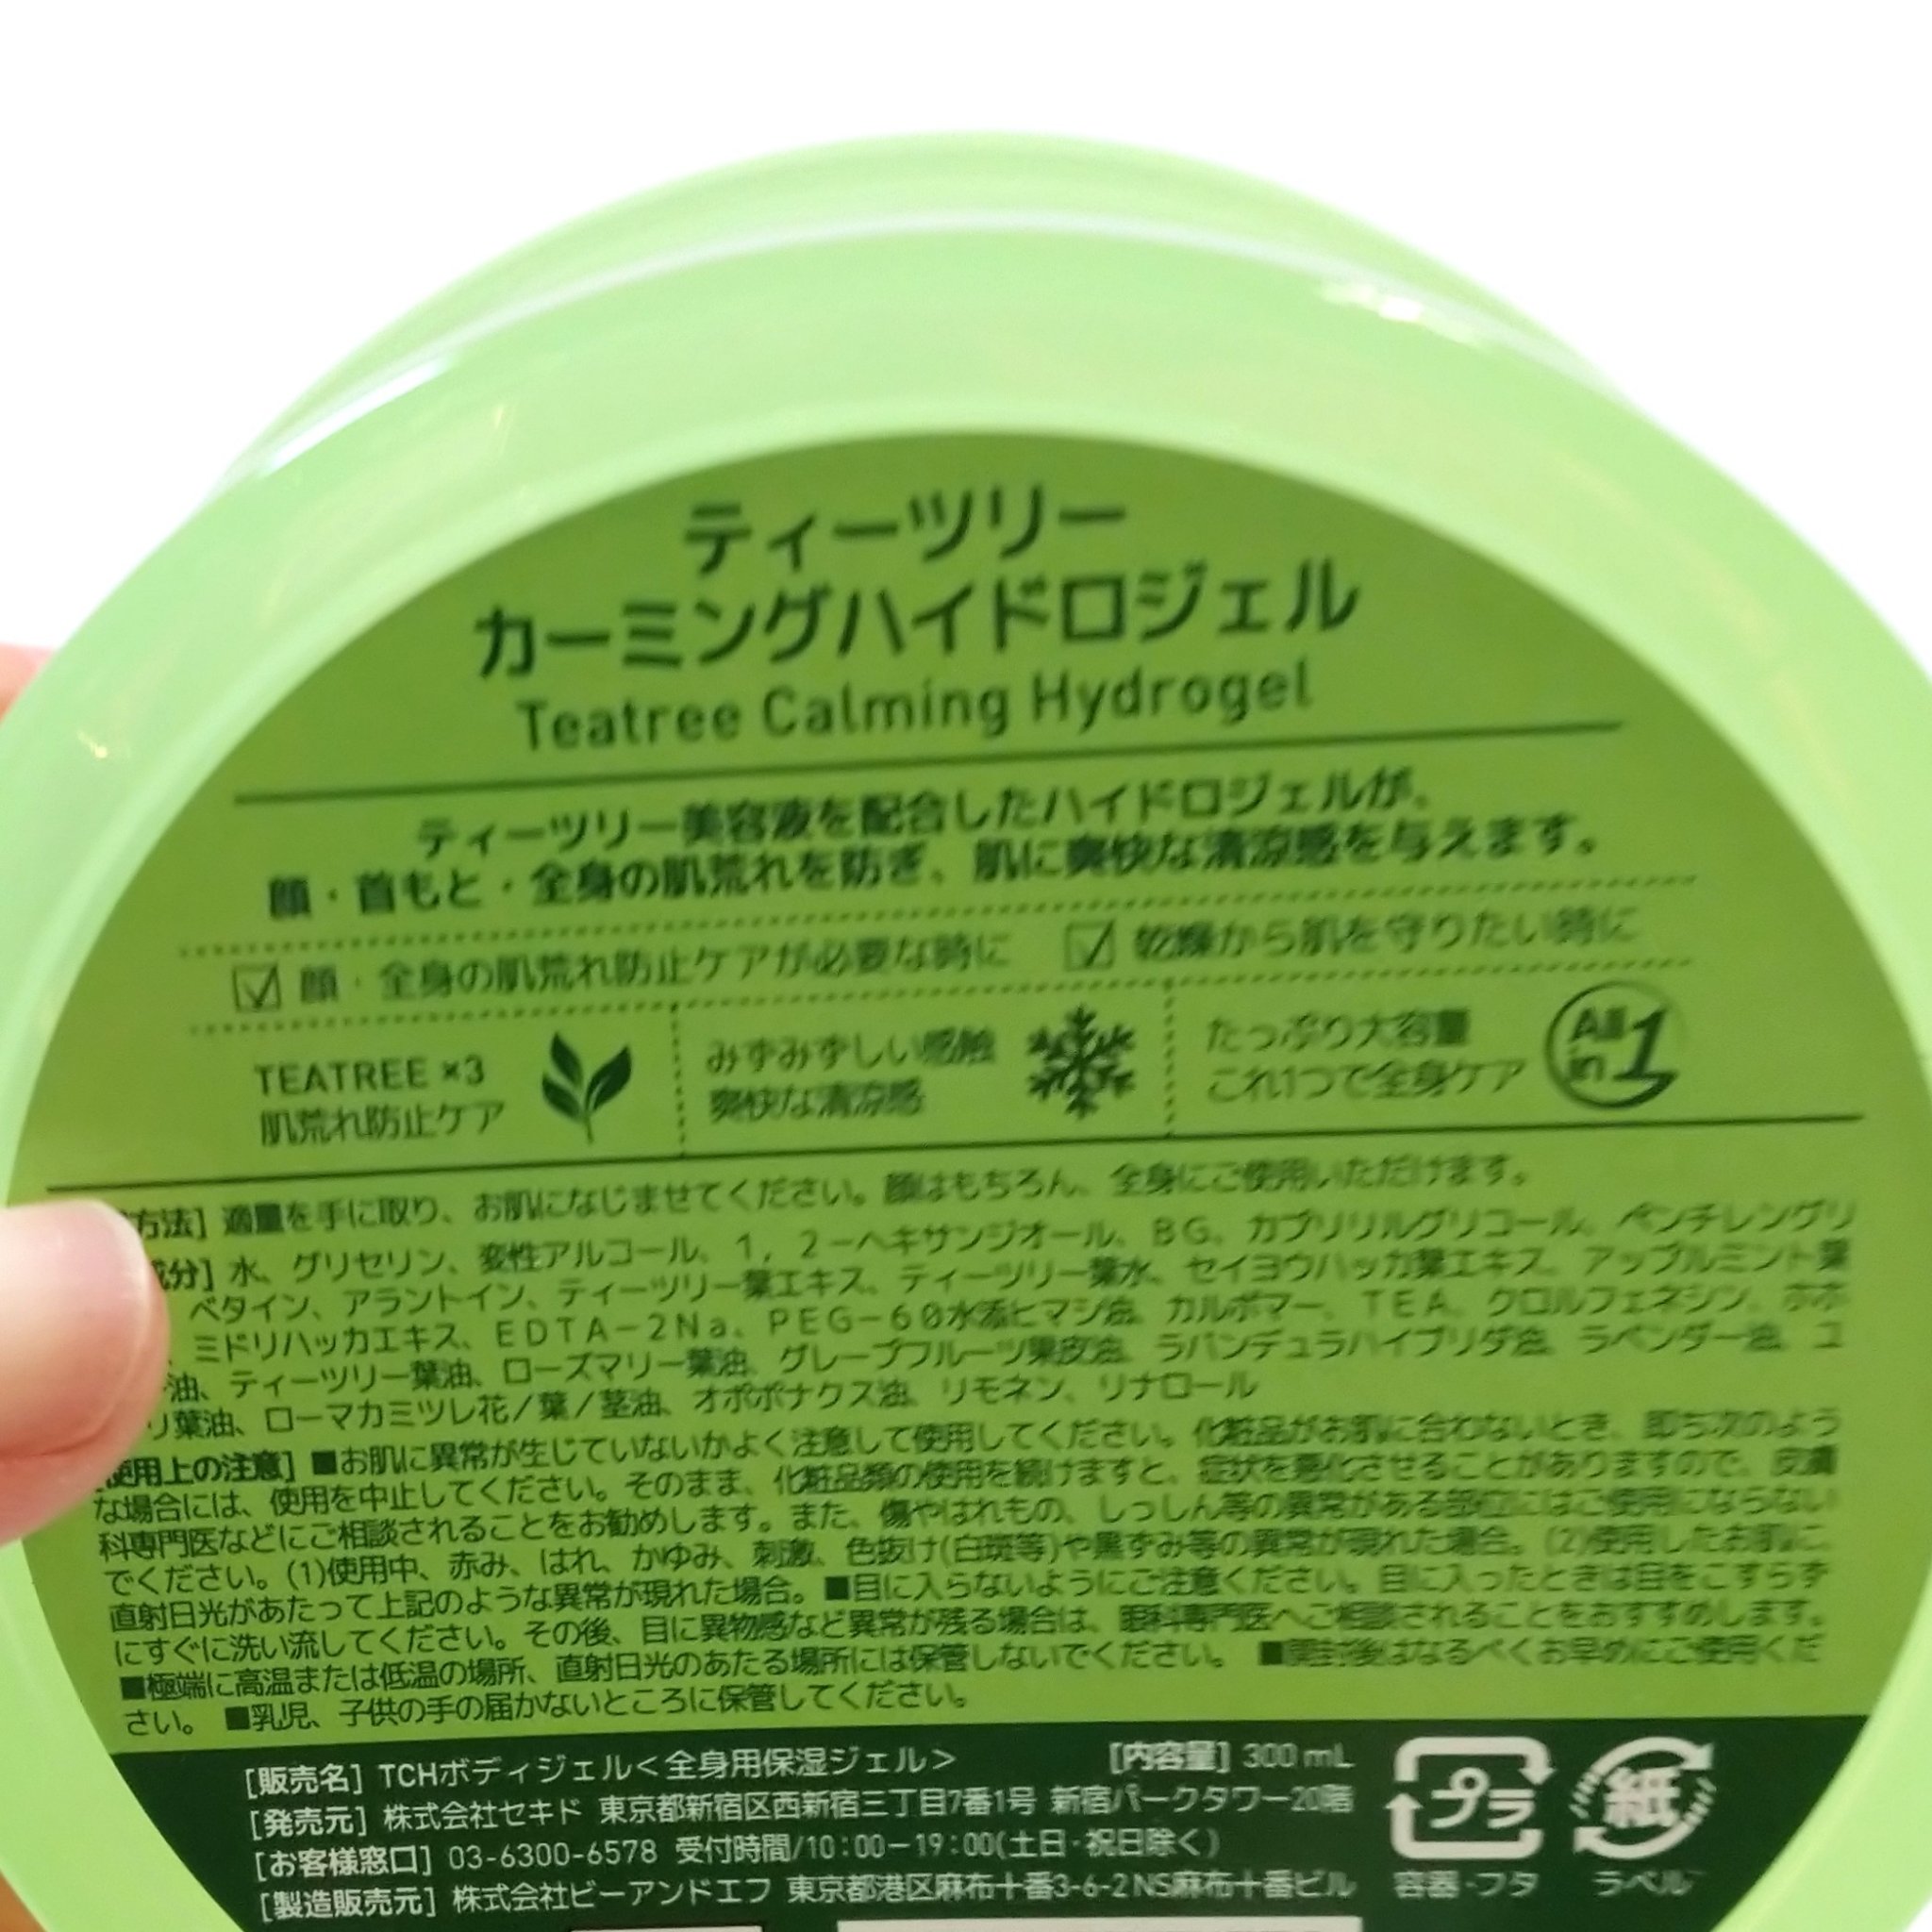 ティーツリー
カーミングハイドロジェル
Teatree Calming Hydrogel
ティーツリー美容液を配合したハイドロジェルが、
顔・首もと・全身の肌荒れを防ぎ、肌に爽快な清涼感を与えます。
顔・全身の肌荒れ防止ケアが必要な時に 乾燥から肌を守りたい時に
TEATREE ×3
肌荒れ防止ケア
みずみずしい感触
爽快な清涼感
たっぷり大容量
これ1つで全身ケア
All in 1
方法] 適量を手に取り、お肌になじませてください。顔はもちろん、全身にご使用いただけます。
成分] 水、グリセリン、変性アルコール、1，2－ヘキサンジオール、BG、カプリリルグリコール、ペンチレングリ
ベタイン、アラントイン、ティーツリー葉エキス、ティーツリー葉水、セイヨウハッカ葉エキス、アップルミント葉
、ミドリハッカエキス、EDTA－2Na、PEG－60水添ヒマシ油、カルボマー、TEA、クロルフェネシン、ホホ
油、ティーツリー葉油、ローズマリー葉油、グレープフルーツ果皮油、ラバンデュラハイブリダ油、ラベンダー油、ユ
リ葉油、ローマカミツレ花／葉／茎油、オポポナクス油、リモネン、リナロール
使用上の注意] ■お肌に異常が生じていないかよく注意して使用してください。化粧品がお肌に合わないとき、即ち次のよう
な場合には、使用を中止してください。そのまま、化粧品類の使用を続けますと、症状を悪化させることがありますので、皮膚
科専門医などにご相談されることをお勧めします。また、傷やはれもの、しっしん等の異常がある部位にはご使用にならない
でください。(1)使用中、赤み、はれ、かゆみ、刺激、色抜け(白斑等)や黒ずみ等の異常が現れた場合。(2)使用したお肌に、
直射日光があたって上記のような異常が現れた場合。■目に入らないようにご注意ください。目に入ったときは目をこすらず
にすぐに洗い流してください。その後、目に異物感など異常が残る場合は、眼科専門医へご相談されることをおすすめします。
■極端に高温または低温の場所、直射日光のあたる場所には保管しないでください。 ■開封後はなるべくお早めにご使用くだ
さい。 ■乳児、子供の手の届かないところに保管してください。
[販売名] TCHボディジェル＜全身用保湿ジェル＞ [内容量] 300mL
[発売元] 株式会社セキド 東京都新宿区西新宿三丁目7番1号 新宿パークタワー20階
[お客様窓口] 03-6300-6578 受付時間/10：00－19：00(土日・祝日除く)
[製造販売元] 株式会社ビーアンドエフ 東京都港区麻布十番3-6-2NS麻布十番ビル
プラ
容器・フタ
紙
ラベル